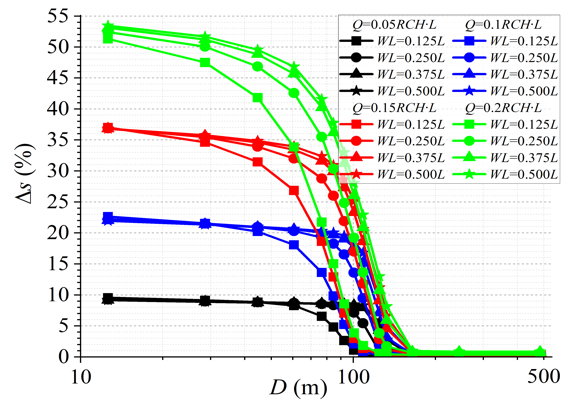 55
50
45
40
35
30
25
20
15
10
5
0
Δs (%)
10
100
500
D (m)
Q=0.05RCH·L Q=0.1RCH·L
WL=0.125L WL=0.125L
WL=0.250L WL=0.250L
WL=0.375L WL=0.375L
WL=0.500L WL=0.500L
Q=0.15RCH·L Q=0.2RCH·L
WL=0.125L WL=0.125L
WL=0.250L WL=0.250L
WL=0.375L WL=0.375L
WL=0.500L WL=0.500L